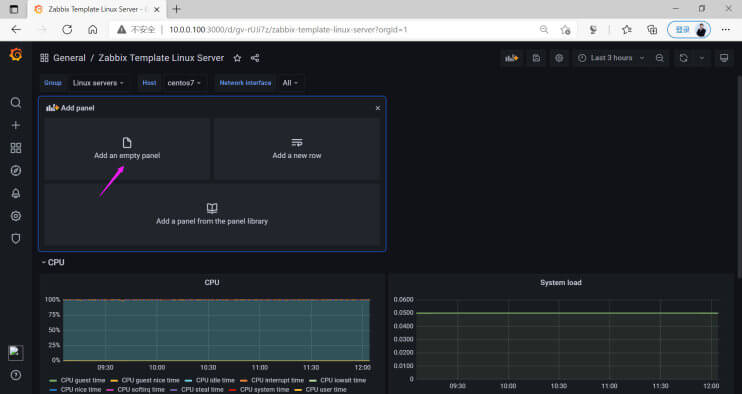 Zabbix Template Linux Server - G
不安全
10.0.0.100:3000/d/gv-rUJi7z/zabbix-template-linux-server?orgId=1
登录
General / Zabbix Template Linux Server
Last 3 hours
Group Linux servers Host centos7 Network interface All
Add panel
Add an empty panel
Add a new row
Add a panel from the panel library
CPU
CPU
100%
75%
50%
25%
0%
09:30 10:00 10:30 11:00 11:30 12:00
CPU guest time CPU guest nice time CPU idle time CPU interrupt time CPU iowait time
CPU nice time CPU softirq time CPU steal time CPU system time CPU user time
System load
0.0600
0.0500
0.0400
0.0300
0.0200
0.0100
0
09:30 10:00 10:30 11:00 11:30 12:00